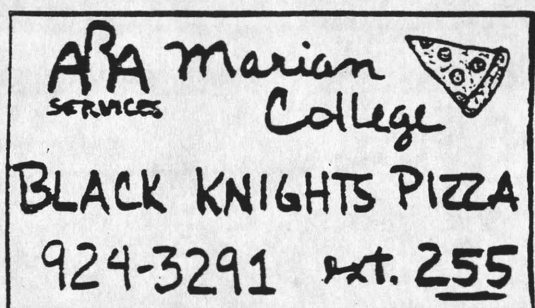 ARA Marian
SERVICES College
BLACK KNIGHTS PIZZA
924-3291 ext. 255